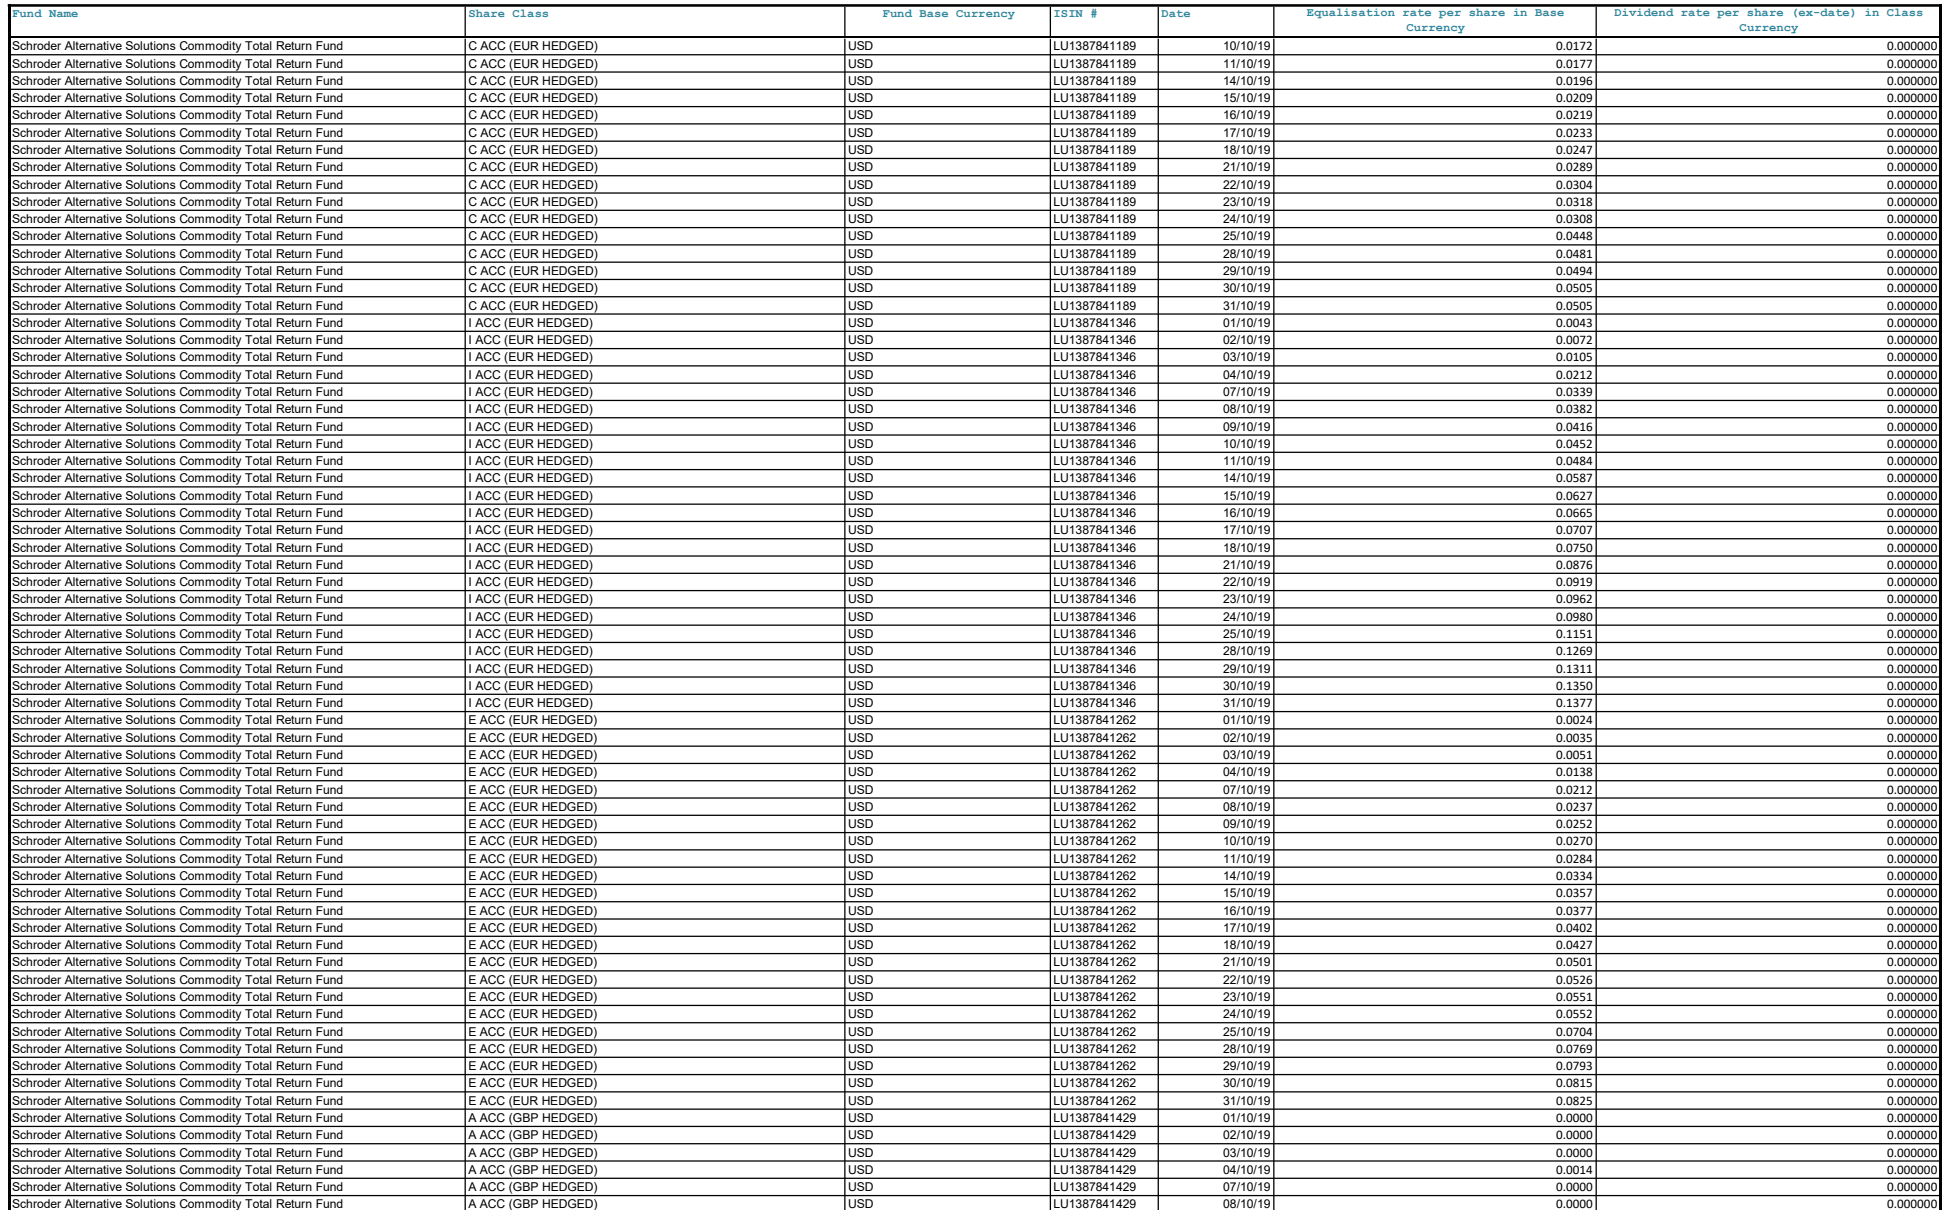 Fund Name Share Class Fund Base Currency ISIN # Date Equalisation rate per share in Base Currency Dividend rate per share (ex-date) in Class Currency
Schroder Alternative Solutions Commodity Total Return Fund C ACC (EUR HEDGED) USD LU1387841189 10/10/19 0.0172 0.000000
Schroder Alternative Solutions Commodity Total Return Fund C ACC (EUR HEDGED) USD LU1387841189 11/10/19 0.0177 0.000000
Schroder Alternative Solutions Commodity Total Return Fund C ACC (EUR HEDGED) USD LU1387841189 14/10/19 0.0196 0.000000
Schroder Alternative Solutions Commodity Total Return Fund C ACC (EUR HEDGED) USD LU1387841189 15/10/19 0.0209 0.000000
Schroder Alternative Solutions Commodity Total Return Fund C ACC (EUR HEDGED) USD LU1387841189 16/10/19 0.0219 0.000000
Schroder Alternative Solutions Commodity Total Return Fund C ACC (EUR HEDGED) USD LU1387841189 17/10/19 0.0233 0.000000
Schroder Alternative Solutions Commodity Total Return Fund C ACC (EUR HEDGED) USD LU1387841189 18/10/19 0.0247 0.000000
Schroder Alternative Solutions Commodity Total Return Fund C ACC (EUR HEDGED) USD LU1387841189 21/10/19 0.0289 0.000000
Schroder Alternative Solutions Commodity Total Return Fund C ACC (EUR HEDGED) USD LU1387841189 22/10/19 0.0304 0.000000
Schroder Alternative Solutions Commodity Total Return Fund C ACC (EUR HEDGED) USD LU1387841189 23/10/19 0.0318 0.000000
Schroder Alternative Solutions Commodity Total Return Fund C ACC (EUR HEDGED) USD LU1387841189 24/10/19 0.0308 0.000000
Schroder Alternative Solutions Commodity Total Return Fund C ACC (EUR HEDGED) USD LU1387841189 25/10/19 0.0448 0.000000
Schroder Alternative Solutions Commodity Total Return Fund C ACC (EUR HEDGED) USD LU1387841189 28/10/19 0.0481 0.000000
Schroder Alternative Solutions Commodity Total Return Fund C ACC (EUR HEDGED) USD LU1387841189 29/10/19 0.0494 0.000000
Schroder Alternative Solutions Commodity Total Return Fund C ACC (EUR HEDGED) USD LU1387841189 30/10/19 0.0505 0.000000
Schroder Alternative Solutions Commodity Total Return Fund C ACC (EUR HEDGED) USD LU1387841189 31/10/19 0.0505 0.000000
Schroder Alternative Solutions Commodity Total Return Fund I ACC (EUR HEDGED) USD LU1387841346 01/10/19 0.0043 0.000000
Schroder Alternative Solutions Commodity Total Return Fund I ACC (EUR HEDGED) USD LU1387841346 02/10/19 0.0072 0.000000
Schroder Alternative Solutions Commodity Total Return Fund I ACC (EUR HEDGED) USD LU1387841346 03/10/19 0.0105 0.000000
Schroder Alternative Solutions Commodity Total Return Fund I ACC (EUR HEDGED) USD LU1387841346 04/10/19 0.0212 0.000000
Schroder Alternative Solutions Commodity Total Return Fund I ACC (EUR HEDGED) USD LU1387841346 07/10/19 0.0339 0.000000
Schroder Alternative Solutions Commodity Total Return Fund I ACC (EUR HEDGED) USD LU1387841346 08/10/19 0.0382 0.000000
Schroder Alternative Solutions Commodity Total Return Fund I ACC (EUR HEDGED) USD LU1387841346 09/10/19 0.0416 0.000000
Schroder Alternative Solutions Commodity Total Return Fund I ACC (EUR HEDGED) USD LU1387841346 10/10/19 0.0452 0.000000
Schroder Alternative Solutions Commodity Total Return Fund I ACC (EUR HEDGED) USD LU1387841346 11/10/19 0.0484 0.000000
Schroder Alternative Solutions Commodity Total Return Fund I ACC (EUR HEDGED) USD LU1387841346 14/10/19 0.0587 0.000000
Schroder Alternative Solutions Commodity Total Return Fund I ACC (EUR HEDGED) USD LU1387841346 15/10/19 0.0627 0.000000
Schroder Alternative Solutions Commodity Total Return Fund I ACC (EUR HEDGED) USD LU1387841346 16/10/19 0.0665 0.000000
Schroder Alternative Solutions Commodity Total Return Fund I ACC (EUR HEDGED) USD LU1387841346 17/10/19 0.0707 0.000000
Schroder Alternative Solutions Commodity Total Return Fund I ACC (EUR HEDGED) USD LU1387841346 18/10/19 0.0750 0.000000
Schroder Alternative Solutions Commodity Total Return Fund I ACC (EUR HEDGED) USD LU1387841346 21/10/19 0.0876 0.000000
Schroder Alternative Solutions Commodity Total Return Fund I ACC (EUR HEDGED) USD LU1387841346 22/10/19 0.0919 0.000000
Schroder Alternative Solutions Commodity Total Return Fund I ACC (EUR HEDGED) USD LU1387841346 23/10/19 0.0962 0.000000
Schroder Alternative Solutions Commodity Total Return Fund I ACC (EUR HEDGED) USD LU1387841346 24/10/19 0.0980 0.000000
Schroder Alternative Solutions Commodity Total Return Fund I ACC (EUR HEDGED) USD LU1387841346 25/10/19 0.1151 0.000000
Schroder Alternative Solutions Commodity Total Return Fund I ACC (EUR HEDGED) USD LU1387841346 28/10/19 0.1269 0.000000
Schroder Alternative Solutions Commodity Total Return Fund I ACC (EUR HEDGED) USD LU1387841346 29/10/19 0.1311 0.000000
Schroder Alternative Solutions Commodity Total Return Fund I ACC (EUR HEDGED) USD LU1387841346 30/10/19 0.1350 0.000000
Schroder Alternative Solutions Commodity Total Return Fund I ACC (EUR HEDGED) USD LU1387841346 31/10/19 0.1377 0.000000
Schroder Alternative Solutions Commodity Total Return Fund E ACC (EUR HEDGED) USD LU1387841262 01/10/19 0.0024 0.000000
Schroder Alternative Solutions Commodity Total Return Fund E ACC (EUR HEDGED) USD LU1387841262 02/10/19 0.0035 0.000000
Schroder Alternative Solutions Commodity Total Return Fund E ACC (EUR HEDGED) USD LU1387841262 03/10/19 0.0051 0.000000
Schroder Alternative Solutions Commodity Total Return Fund E ACC (EUR HEDGED) USD LU1387841262 04/10/19 0.0138 0.000000
Schroder Alternative Solutions Commodity Total Return Fund E ACC (EUR HEDGED) USD LU1387841262 07/10/19 0.0212 0.000000
Schroder Alternative Solutions Commodity Total Return Fund E ACC (EUR HEDGED) USD LU1387841262 08/10/19 0.0237 0.000000
Schroder Alternative Solutions Commodity Total Return Fund E ACC (EUR HEDGED) USD LU1387841262 09/10/19 0.0252 0.000000
Schroder Alternative Solutions Commodity Total Return Fund E ACC (EUR HEDGED) USD LU1387841262 10/10/19 0.0270 0.000000
Schroder Alternative Solutions Commodity Total Return Fund E ACC (EUR HEDGED) USD LU1387841262 11/10/19 0.0284 0.000000
Schroder Alternative Solutions Commodity Total Return Fund E ACC (EUR HEDGED) USD LU1387841262 14/10/19 0.0334 0.000000
Schroder Alternative Solutions Commodity Total Return Fund E ACC (EUR HEDGED) USD LU1387841262 15/10/19 0.0357 0.000000
Schroder Alternative Solutions Commodity Total Return Fund E ACC (EUR HEDGED) USD LU1387841262 16/10/19 0.0377 0.000000
Schroder Alternative Solutions Commodity Total Return Fund E ACC (EUR HEDGED) USD LU1387841262 17/10/19 0.0402 0.000000
Schroder Alternative Solutions Commodity Total Return Fund E ACC (EUR HEDGED) USD LU1387841262 18/10/19 0.0427 0.000000
Schroder Alternative Solutions Commodity Total Return Fund E ACC (EUR HEDGED) USD LU1387841262 21/10/19 0.0501 0.000000
Schroder Alternative Solutions Commodity Total Return Fund E ACC (EUR HEDGED) USD LU1387841262 22/10/19 0.0526 0.000000
Schroder Alternative Solutions Commodity Total Return Fund E ACC (EUR HEDGED) USD LU1387841262 23/10/19 0.0551 0.000000
Schroder Alternative Solutions Commodity Total Return Fund E ACC (EUR HEDGED) USD LU1387841262 24/10/19 0.0552 0.000000
Schroder Alternative Solutions Commodity Total Return Fund E ACC (EUR HEDGED) USD LU1387841262 25/10/19 0.0704 0.000000
Schroder Alternative Solutions Commodity Total Return Fund E ACC (EUR HEDGED) USD LU1387841262 28/10/19 0.0769 0.000000
Schroder Alternative Solutions Commodity Total Return Fund E ACC (EUR HEDGED) USD LU1387841262 29/10/19 0.0793 0.000000
Schroder Alternative Solutions Commodity Total Return Fund E ACC (EUR HEDGED) USD LU1387841262 30/10/19 0.0815 0.000000
Schroder Alternative Solutions Commodity Total Return Fund E ACC (EUR HEDGED) USD LU1387841262 31/10/19 0.0825 0.000000
Schroder Alternative Solutions Commodity Total Return Fund A ACC (GBP HEDGED) USD LU1387841429 01/10/19 0.0000 0.000000
Schroder Alternative Solutions Commodity Total Return Fund A ACC (GBP HEDGED) USD LU1387841429 02/10/19 0.0000 0.000000
Schroder Alternative Solutions Commodity Total Return Fund A ACC (GBP HEDGED) USD LU1387841429 03/10/19 0.0000 0.000000
Schroder Alternative Solutions Commodity Total Return Fund A ACC (GBP HEDGED) USD LU1387841429 04/10/19 0.0014 0.000000
Schroder Alternative Solutions Commodity Total Return Fund A ACC (GBP HEDGED) USD LU1387841429 07/10/19 0.0000 0.000000
Schroder Alternative Solutions Commodity Total Return Fund A ACC (GBP HEDGED) USD LU1387841429 08/10/19 0.0000 0.000000